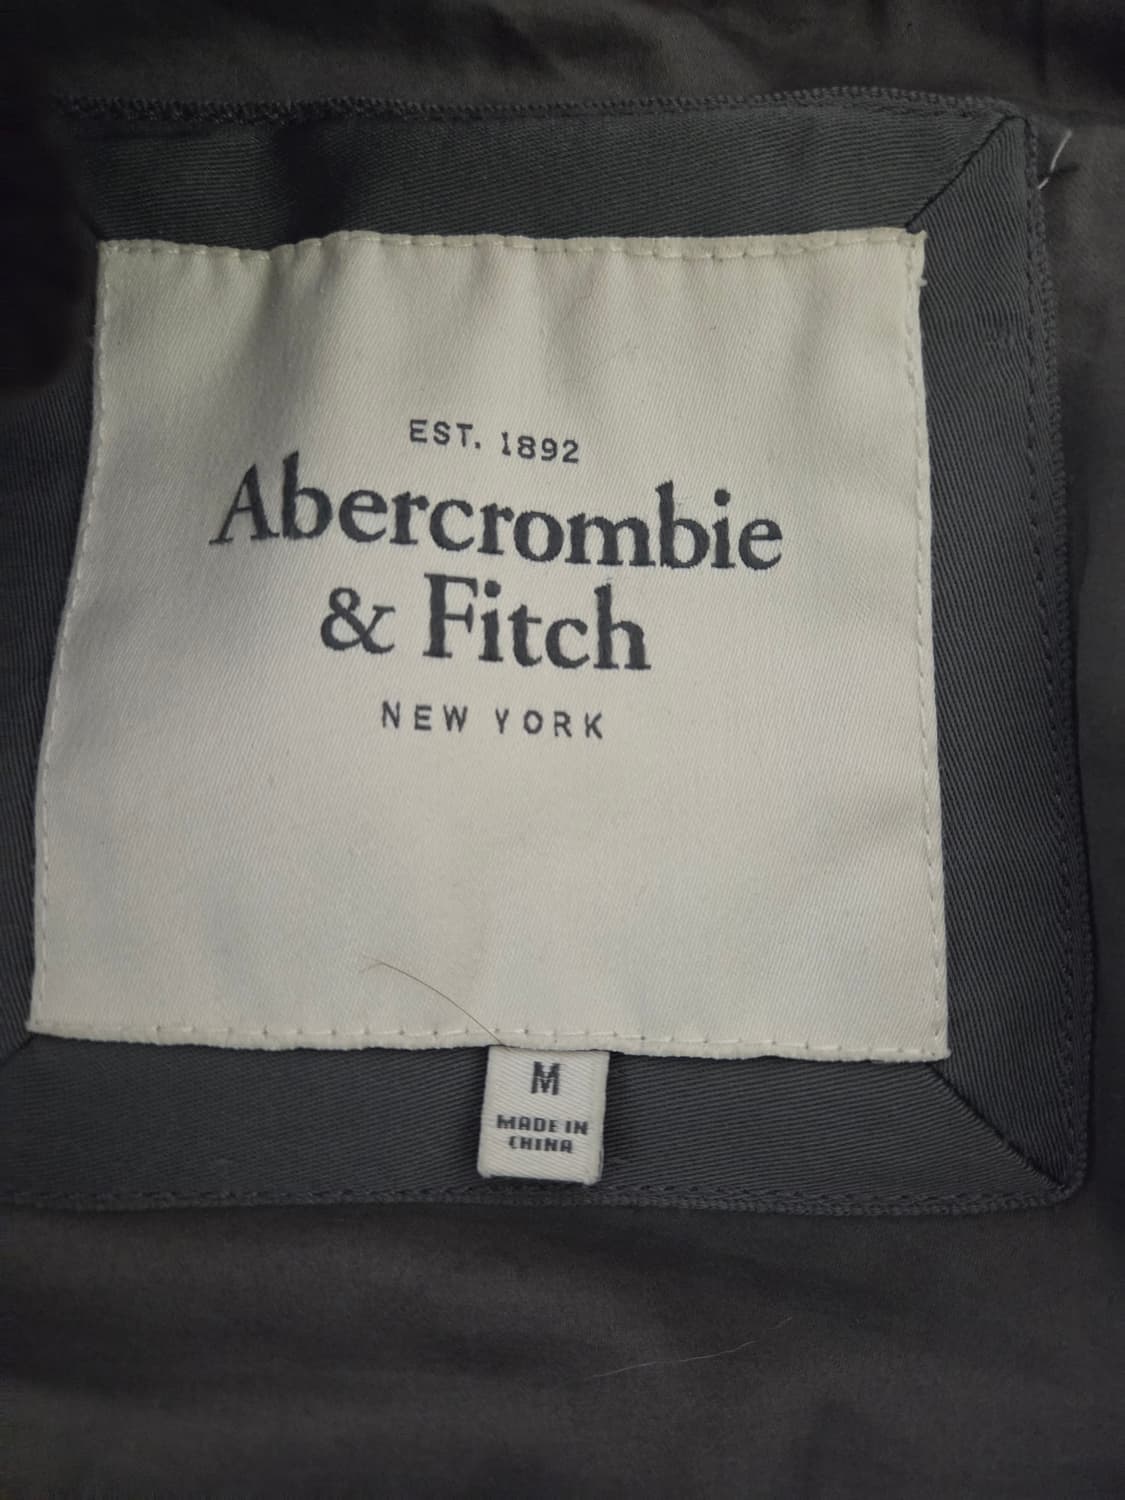 EST. 1892
Abercrombie
& Fitch
NEW YORK
M
MADE IN
CHINA